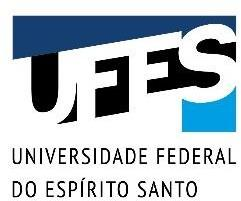 UFES
UNIVERSIDADE FEDERAL
DO ESPÍRITO SANTO